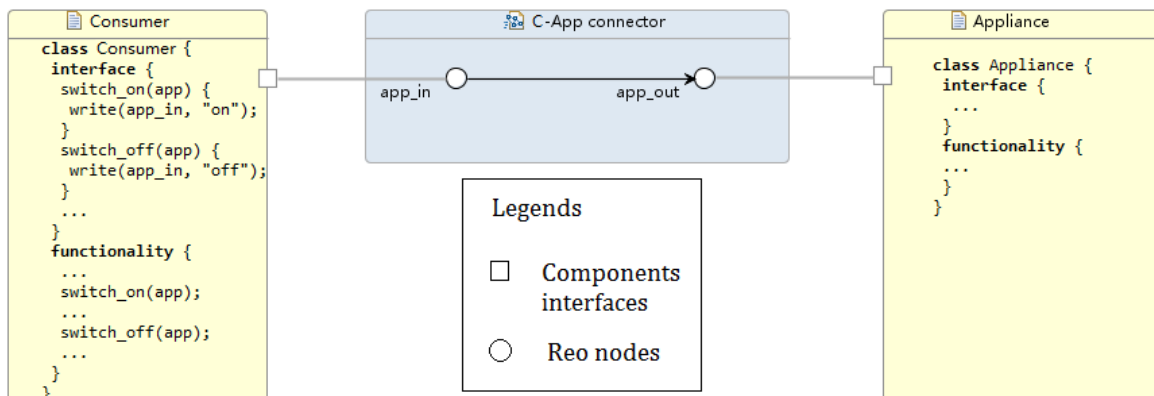 Consumer
class Consumer {
interface {
switch_on(app) {
write(app_in, "on");
}
switch_off(app) {
write(app_in, "off");
}
...
}
functionality {
...
switch_on(app);
...
switch_off(app);
...
}
}
C-App connector
app_in
app_out
Legends
Components
interfaces
Reo nodes
Appliance
class Appliance {
interface {
...
}
functionality {
...
}
}